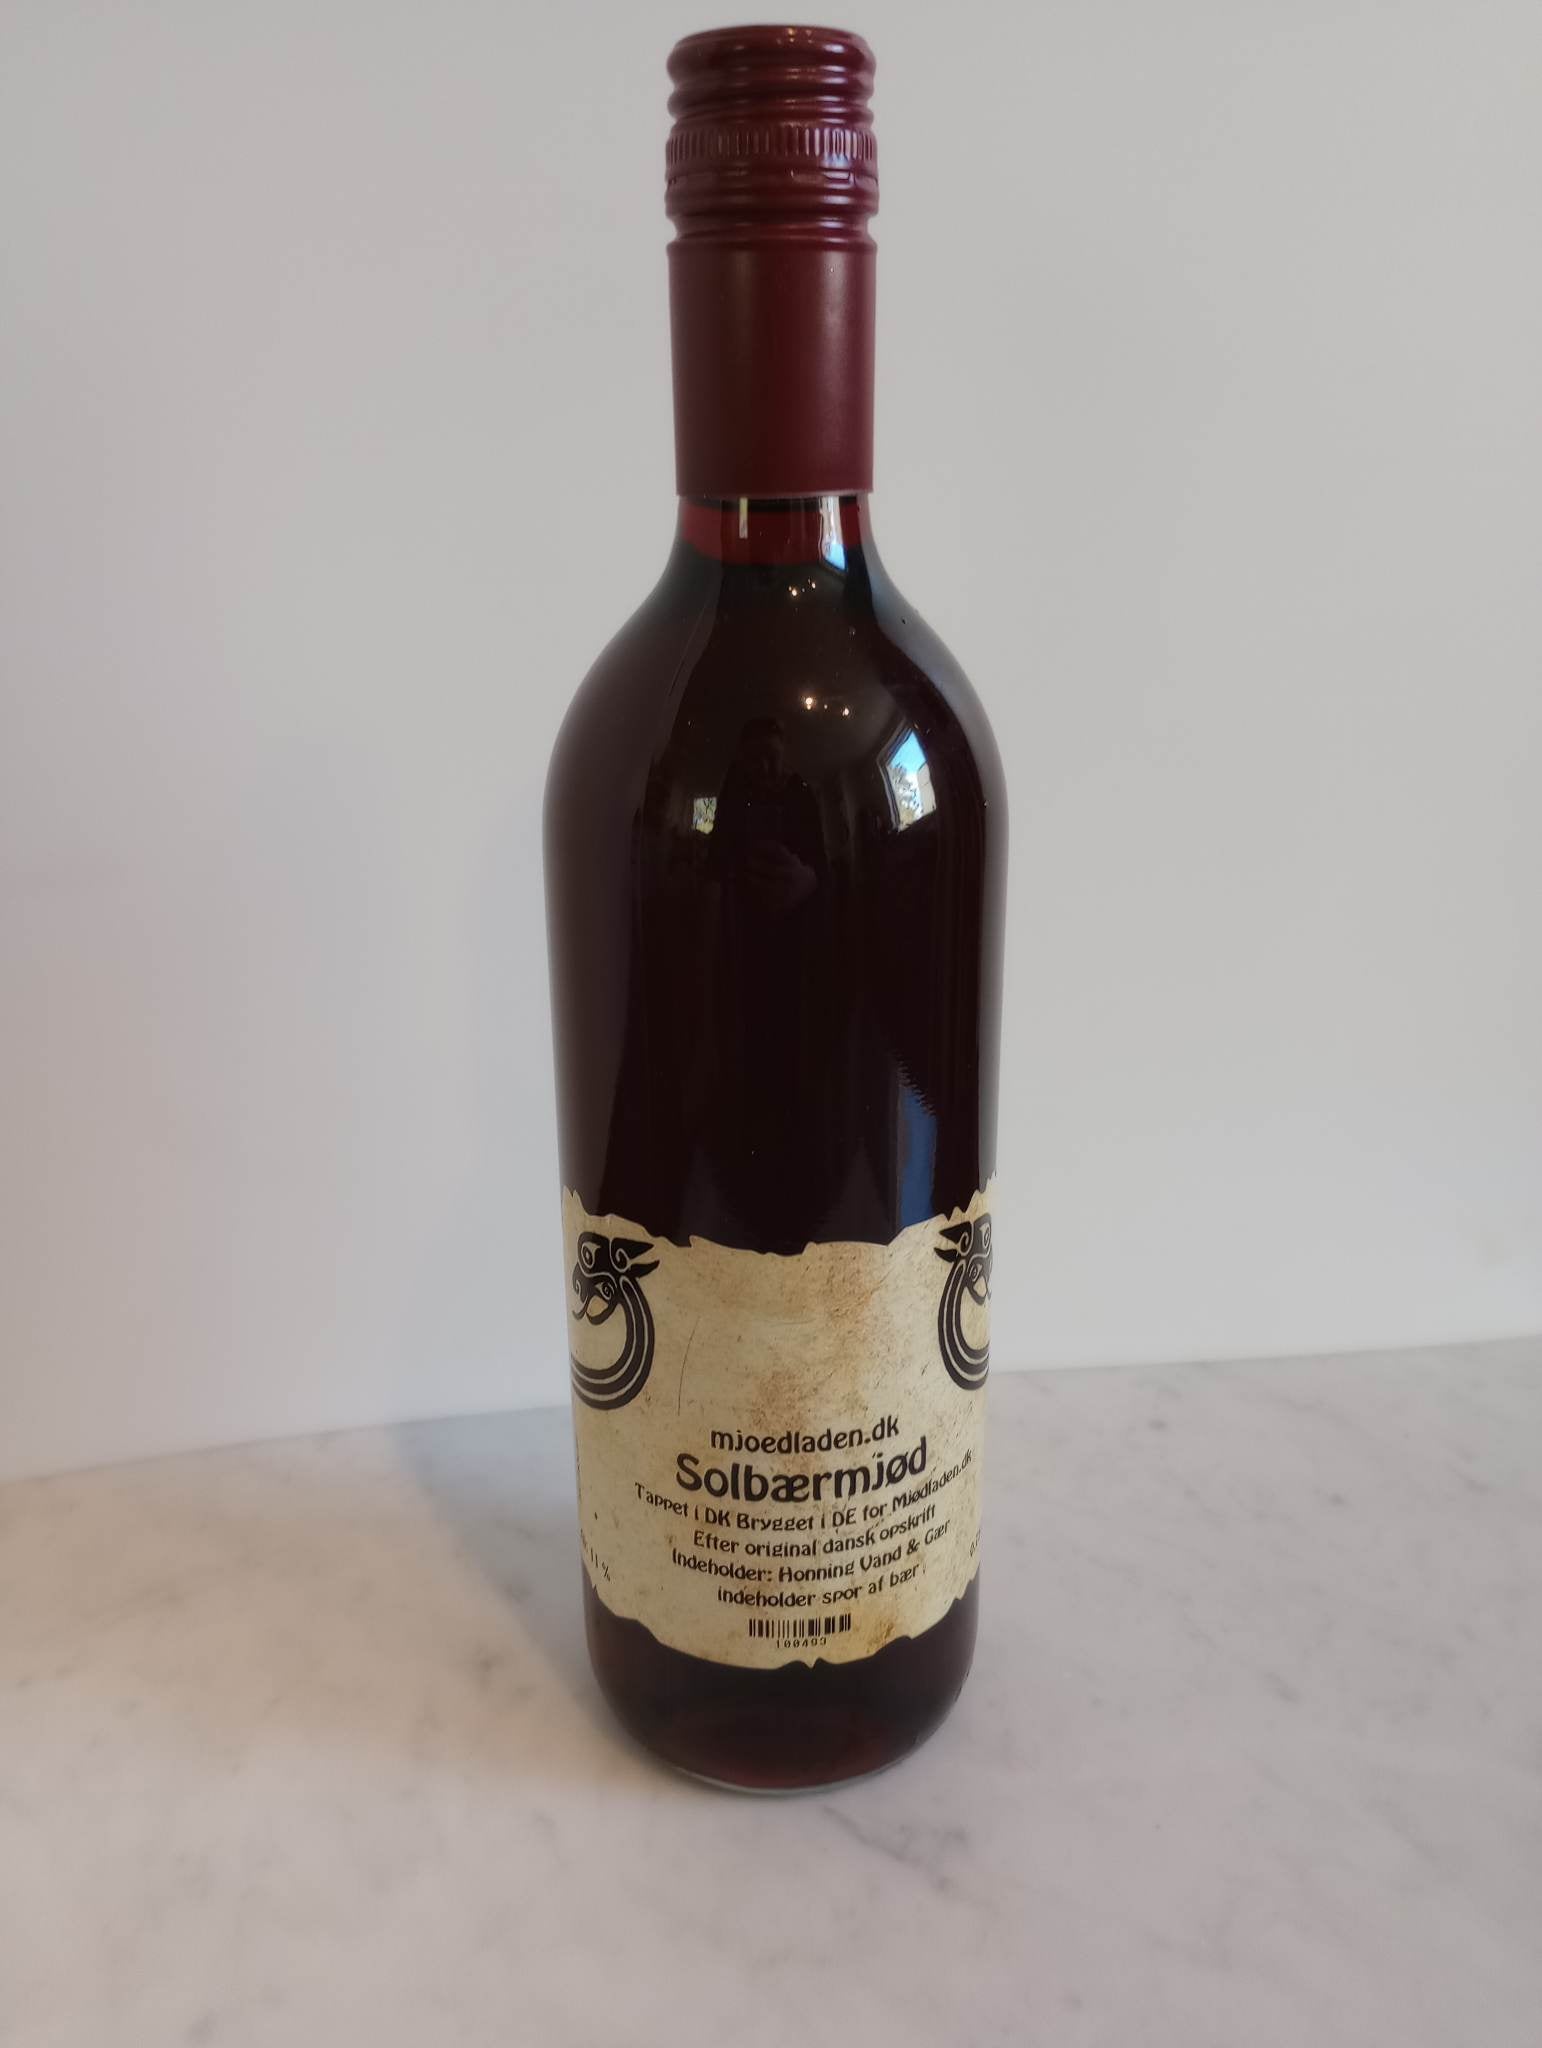 mjoedladen.dk
Solbærmjød
Tappet i DK Brygget i DE for Mjødladen.dk
Efter original dansk opskrift
Indeholder: Honning Vand & Gær
indeholder spor af bær
11 %
100493